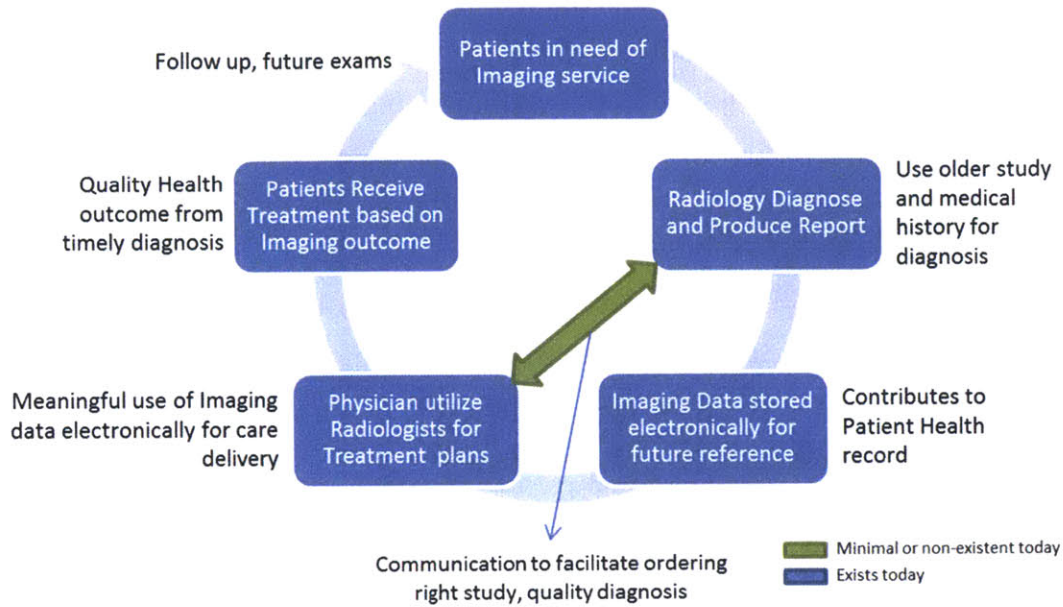 Patients in need of
Imaging service
Follow up, future exams
Radiology Diagnose
and Produce Report
Use older study
and medical
history for
diagnosis
Imaging Data stored
electronically for
future reference
Contributes to
Patient Health
record
Physician utilize
Radiologists for
Treatment plans
Meaningful use of Imaging
data electronically for care
delivery
Patients Receive
Treatment based on
Imaging outcome
Quality Health
outcome from
timely diagnosis
Communication to facilitate ordering
right study, quality diagnosis
Minimal or non-existent today
Exists today